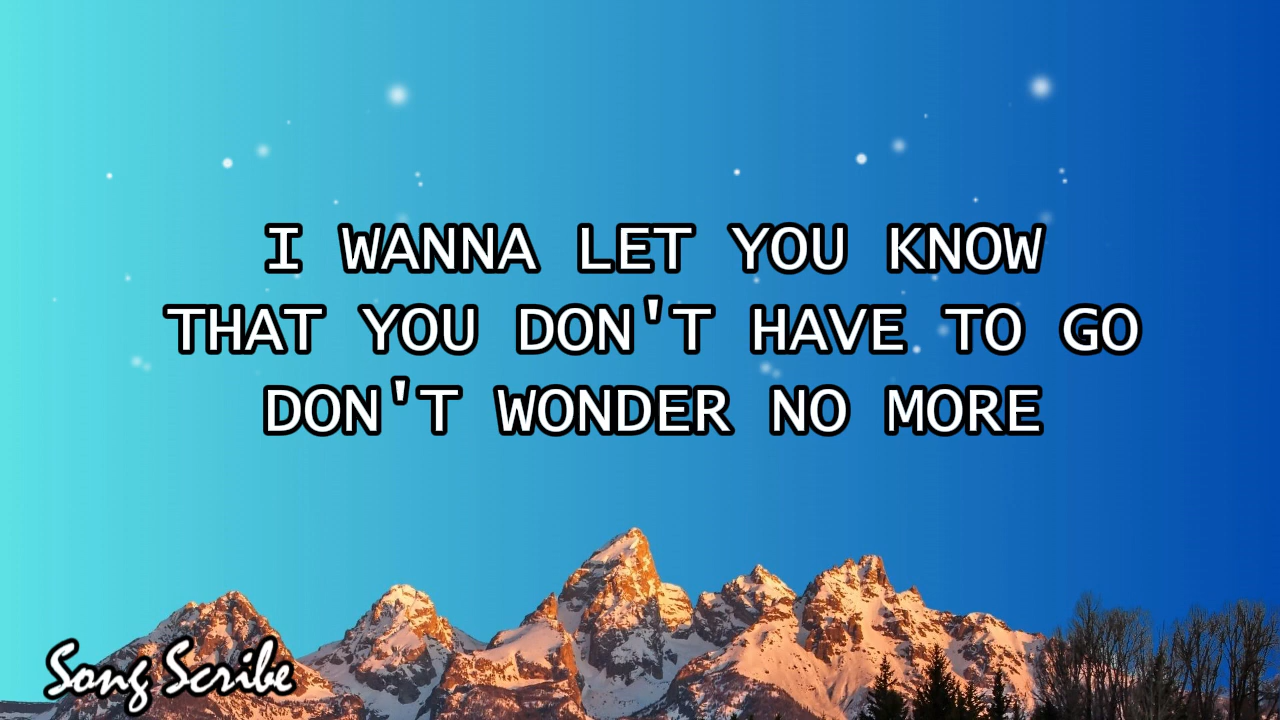 I WANNA LET YOU KNOW
THAT YOU DON'T HAVE TO GO
DON'T WONDER NO MORE
Song Scribe